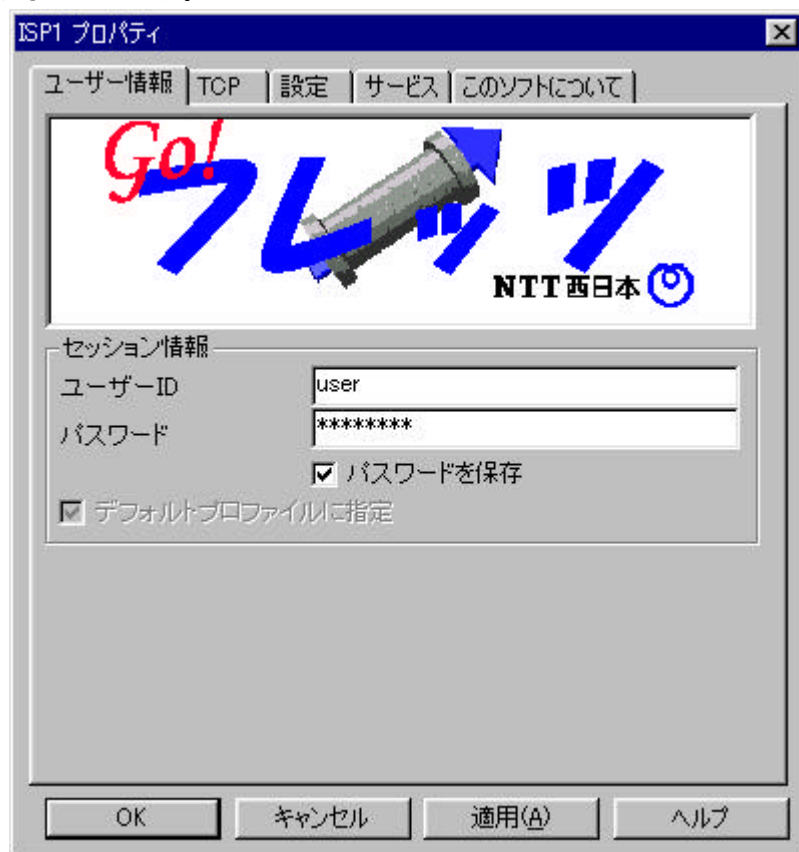 ISP1 プロパティ
ユーザー情報 TCP 設定 サービス このソフトについて
Go!
フレッツ
NTT西日本
セッション情報
ユーザーID user
パスワード ********
パスワードを保存
デフォルトプロファイルに指定
OK キャンセル 適用(A) ヘルプ